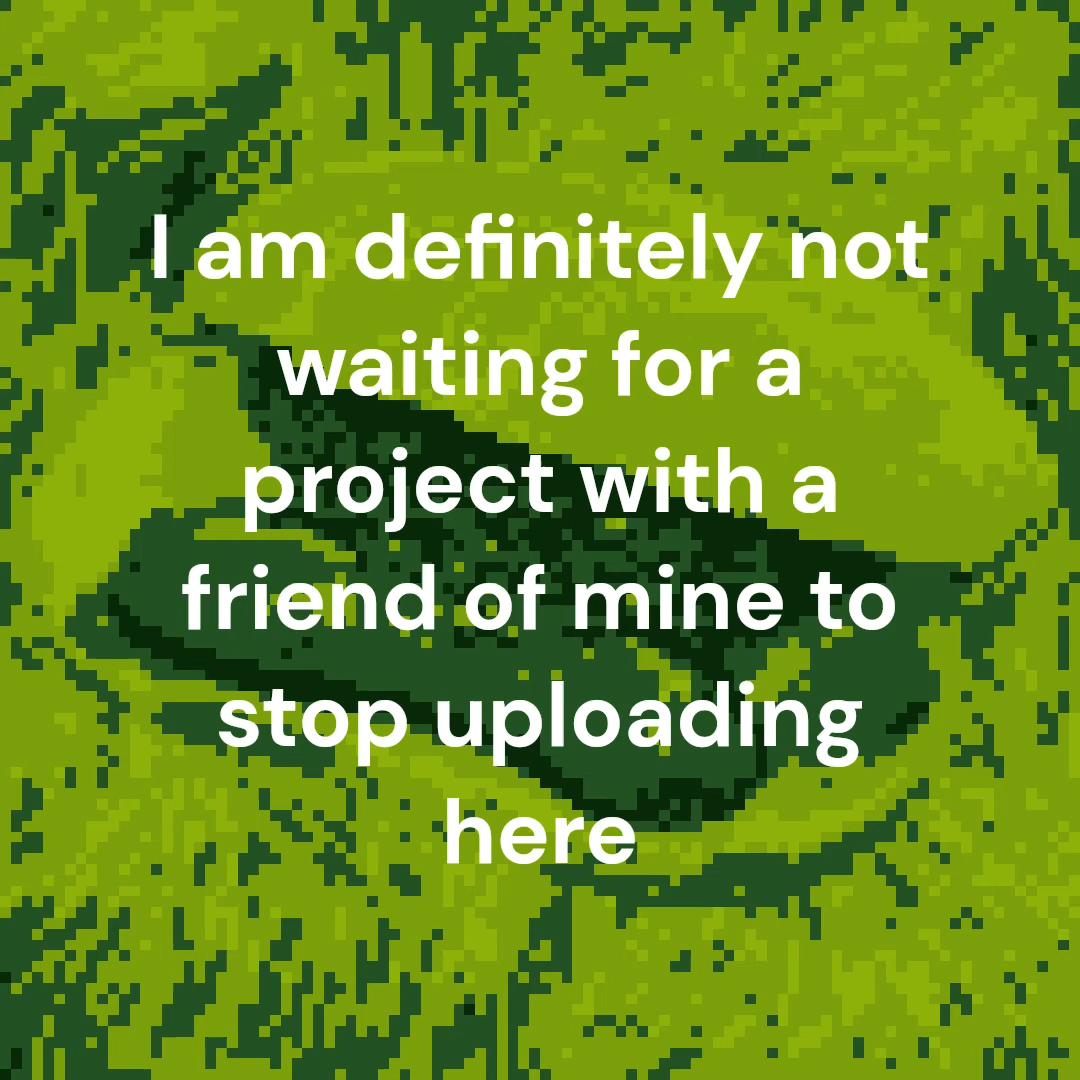 I am definitely not
waiting for a
project with a
friend of mine to
stop uploading
here